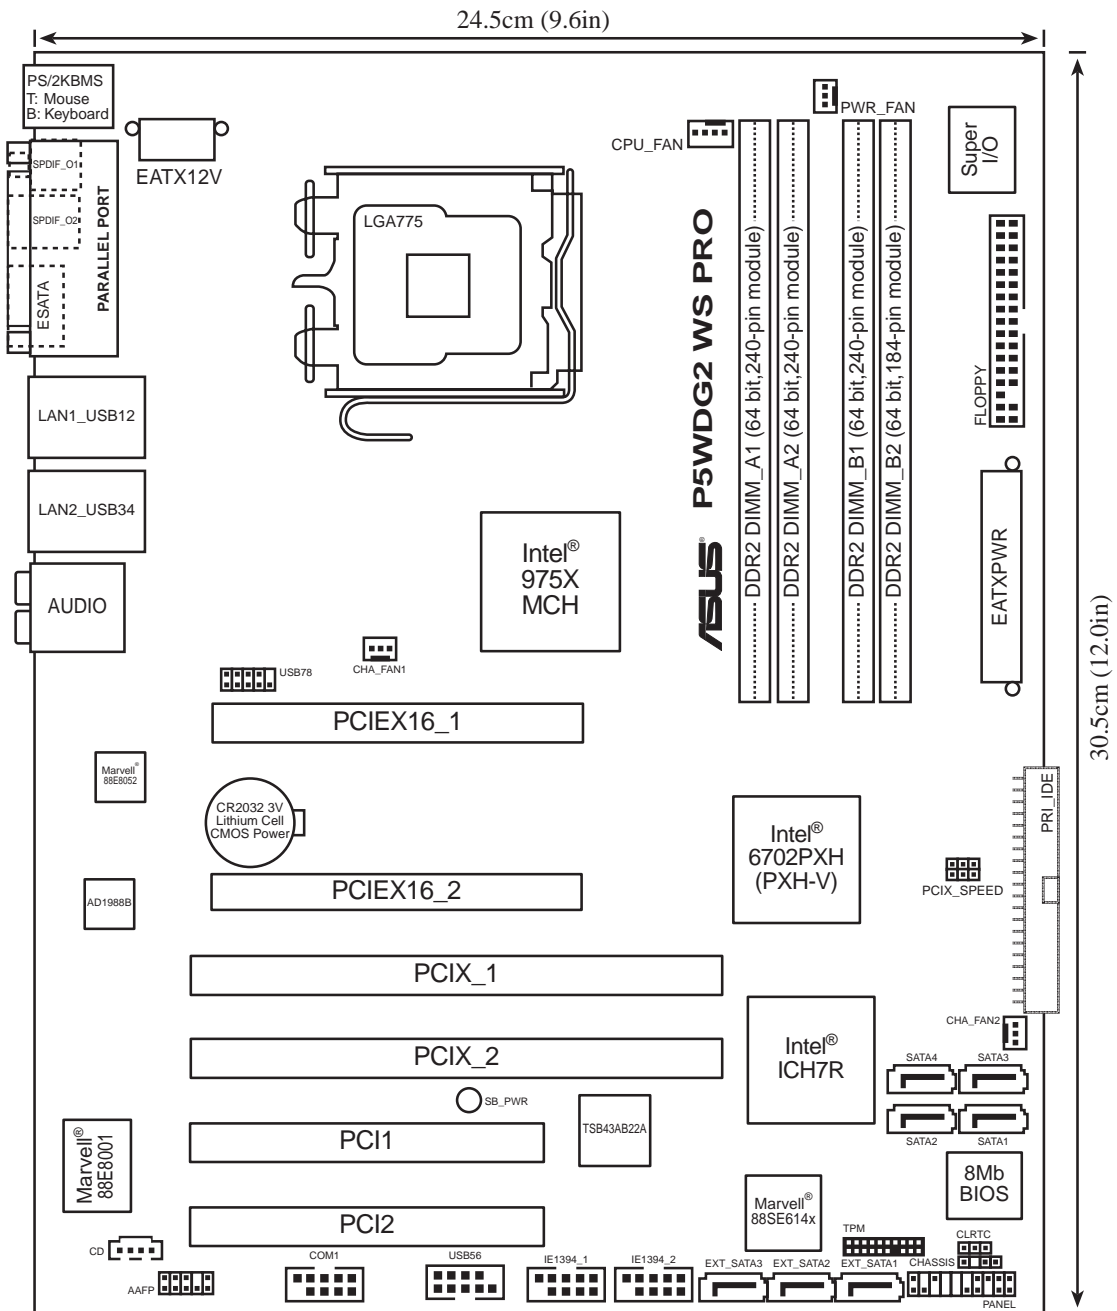 24.5cm (9.6in)
PS/2KBMS
T: Mouse
B: Keyboard
PWR_FAN
CPU_FAN
Super
I/O
SPDIF_O1
EATX12V
SPDIF_O2
PARALLEL PORT
LGA775
ESATA
P5WDG2 WS PRO
DDR2 DIMM_A1 (64 bit,240-pin module)
DDR2 DIMM_A2 (64 bit,240-pin module)
DDR2 DIMM_B1 (64 bit,240-pin module)
DDR2 DIMM_B2 (64 bit,184-pin module)
FLOPPY
LAN1_USB12
LAN2_USB34
Intel®
975X
MCH
ASUS®
EATXPWR
AUDIO
30.5cm (12.0in)
CHA_FAN1
USB78
PCIEX16_1
Marvell®
88E8052
CR2032 3V
Lithium Cell
CMOS Power
Intel®
6702PXH
(PXH-V)
PRI_IDE
PCIX_SPEED
AD1988B
PCIEX16_2
PCIX_1
CHA_FAN2
Intel®
ICH7R
PCIX_2
SATA4
SATA3
SB_PWR
TSB43AB22A
SATA2
SATA1
Marvell®
88E8001
PCI1
8Mb
BIOS
Marvell®
88SE614x
PCI2
TPM
CLRTC
CD
COM1
USB56
IE1394_1
IE1394_2
EXT_SATA3
EXT_SATA2
EXT_SATA1
CHASSIS
AAFP
PANEL